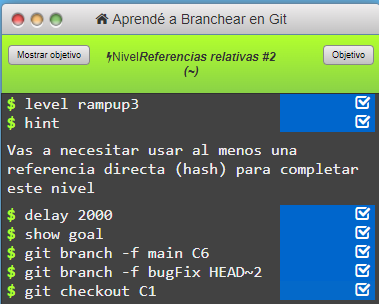 Aprendé a Branchear en Git
Mostrar objetivo
NivelReferencias relativas #2
(~)
Objetivo
$ level rampup3
$ hint
Vas a necesitar usar al menos una
referencia directa (hash) para completar
este nivel
$ delay 2000
$ show goal
$ git branch -f main C6
$ git branch -f bugFix HEAD~2
$ git checkout C1